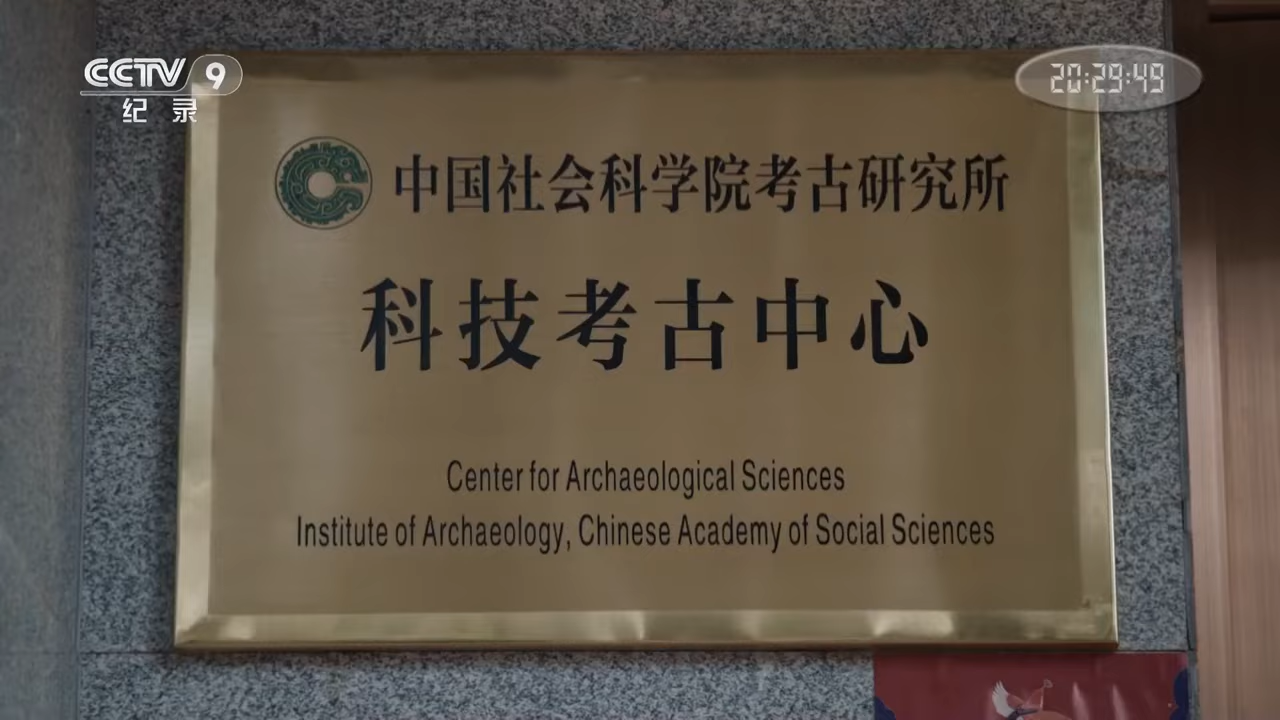 CCTV 9
纪录
20:29:49
中国社会科学院考古研究所
科技考古中心
Center for Archaeological Sciences
Institute of Archaeology, Chinese Academy of Social Sciences